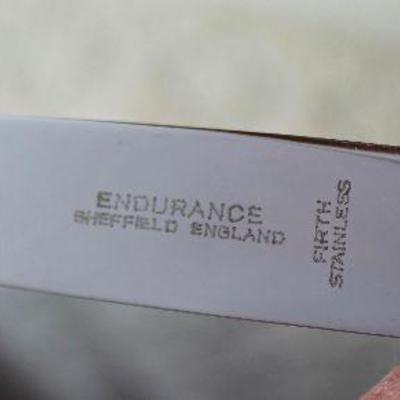 ENDURANCE
SHEFFIELD ENGLAND
FIRTH
STAINLESS